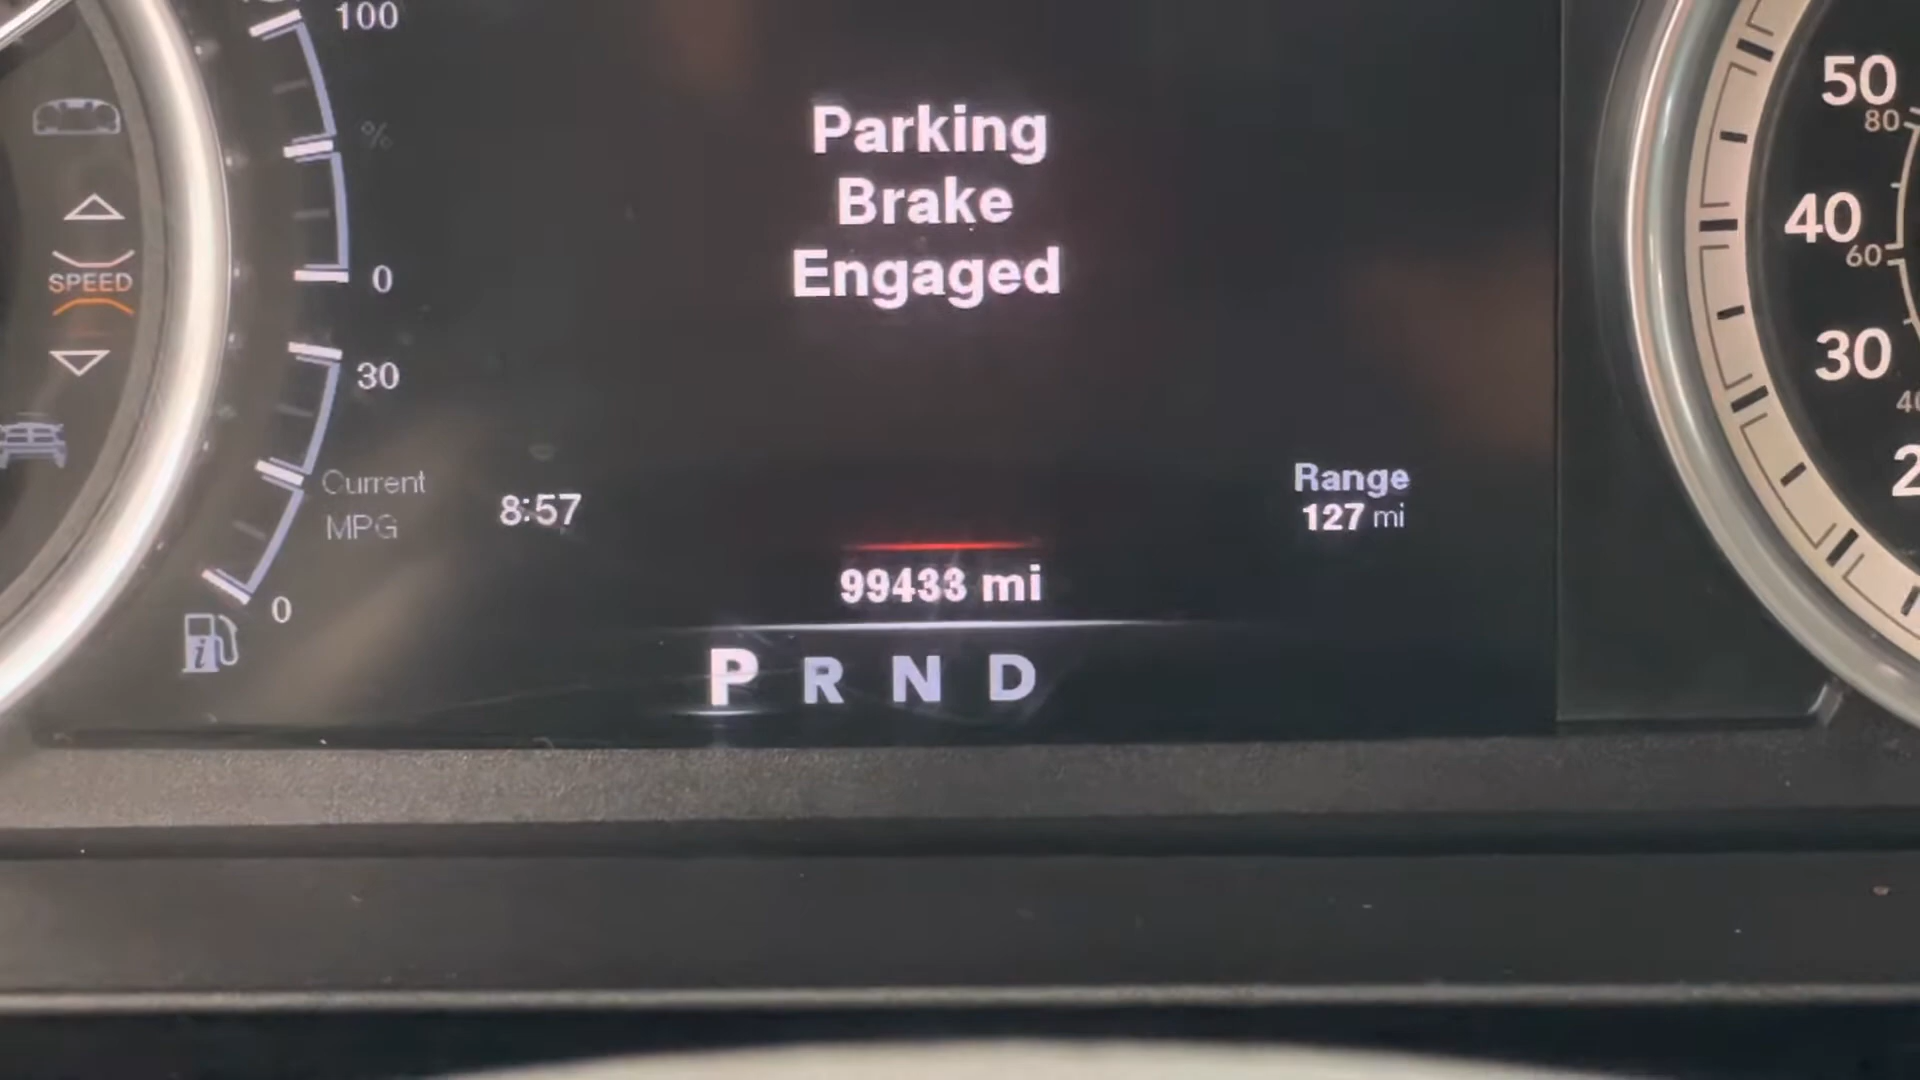 100
%
0
SPEED
30
Current
MPG
0
Parking
Brake
Engaged
8:57
Range
127 mi
99433 mi
P R N D
50
80
40
60
30